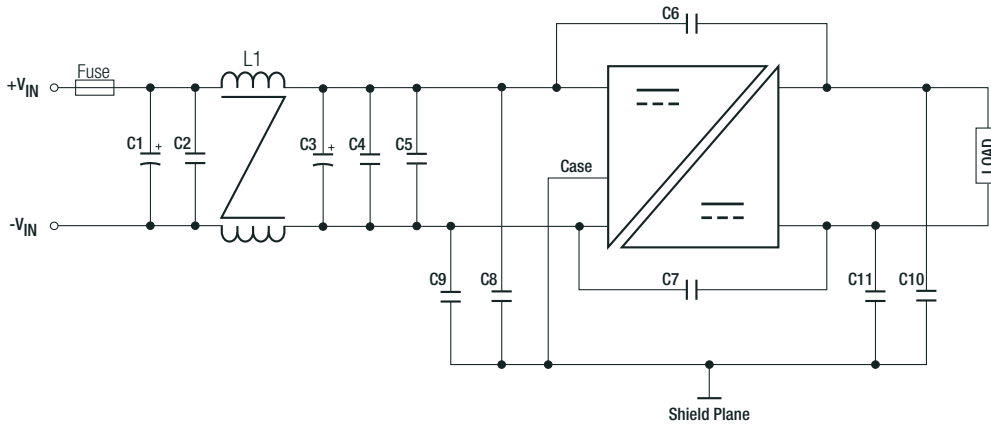 C6
L1
Fuse
+VIN
C1 +
C2
C3 +
C4
C5
Case
LOAD
-VIN
C9
C8
C7
C11
C10
Shield Plane